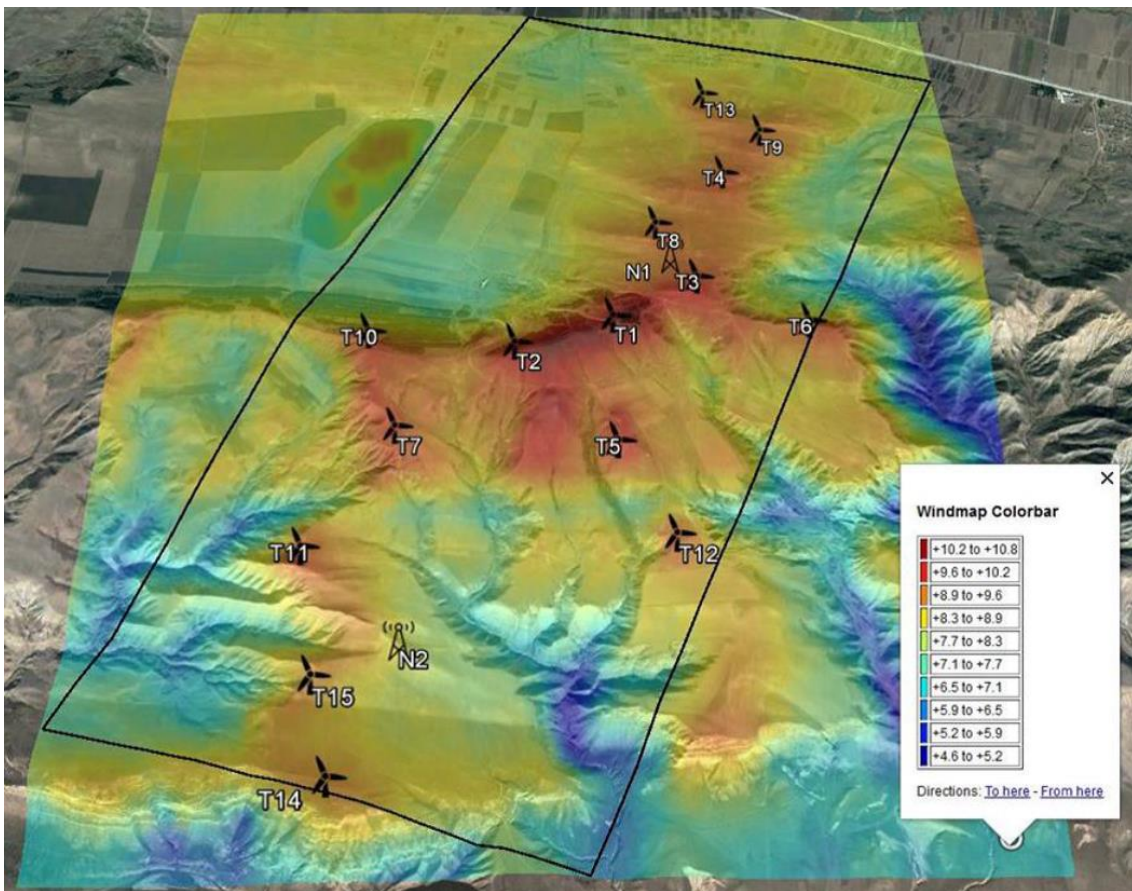 T13
T9
T4
T8
N1
T3
T1
T6
T10
T2
T7
T5
T11
T12
N2
T15
T14
×
Windmap Colorbar
+10.2 to +10.8
+9.6 to +10.2
+8.9 to +9.6
+8.3 to +8.9
+7.7 to +8.3
+7.1 to +7.7
+6.5 to +7.1
+5.9 to +6.5
+5.2 to +5.9
+4.6 to +5.2
Directions: To here - From here